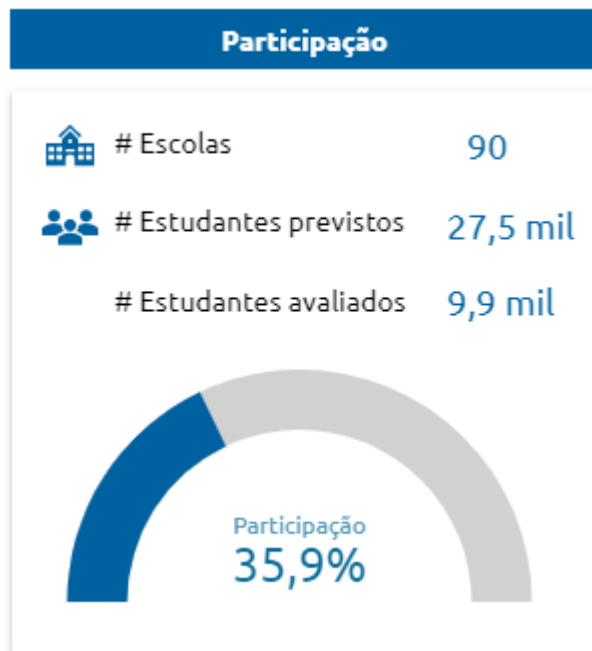 Participação
# Escolas 90
# Estudantes previstos 27,5 mil
# Estudantes avaliados 9,9 mil
Participação
35,9%